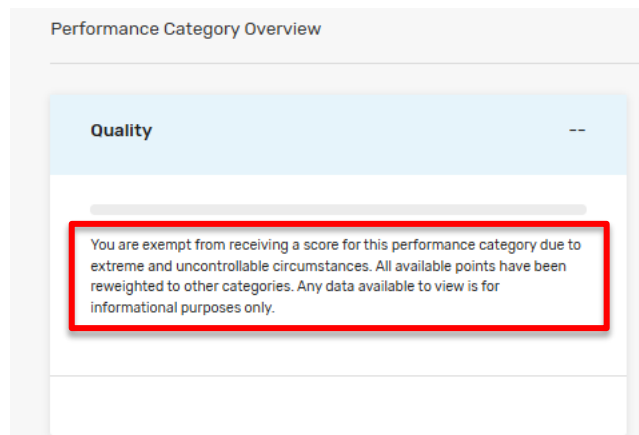 Performance Category Overview
Quality --
You are exempt from receiving a score for this performance category due to
extreme and uncontrollable circumstances. All available points have been
reweighted to other categories. Any data available to view is for
informational purposes only.